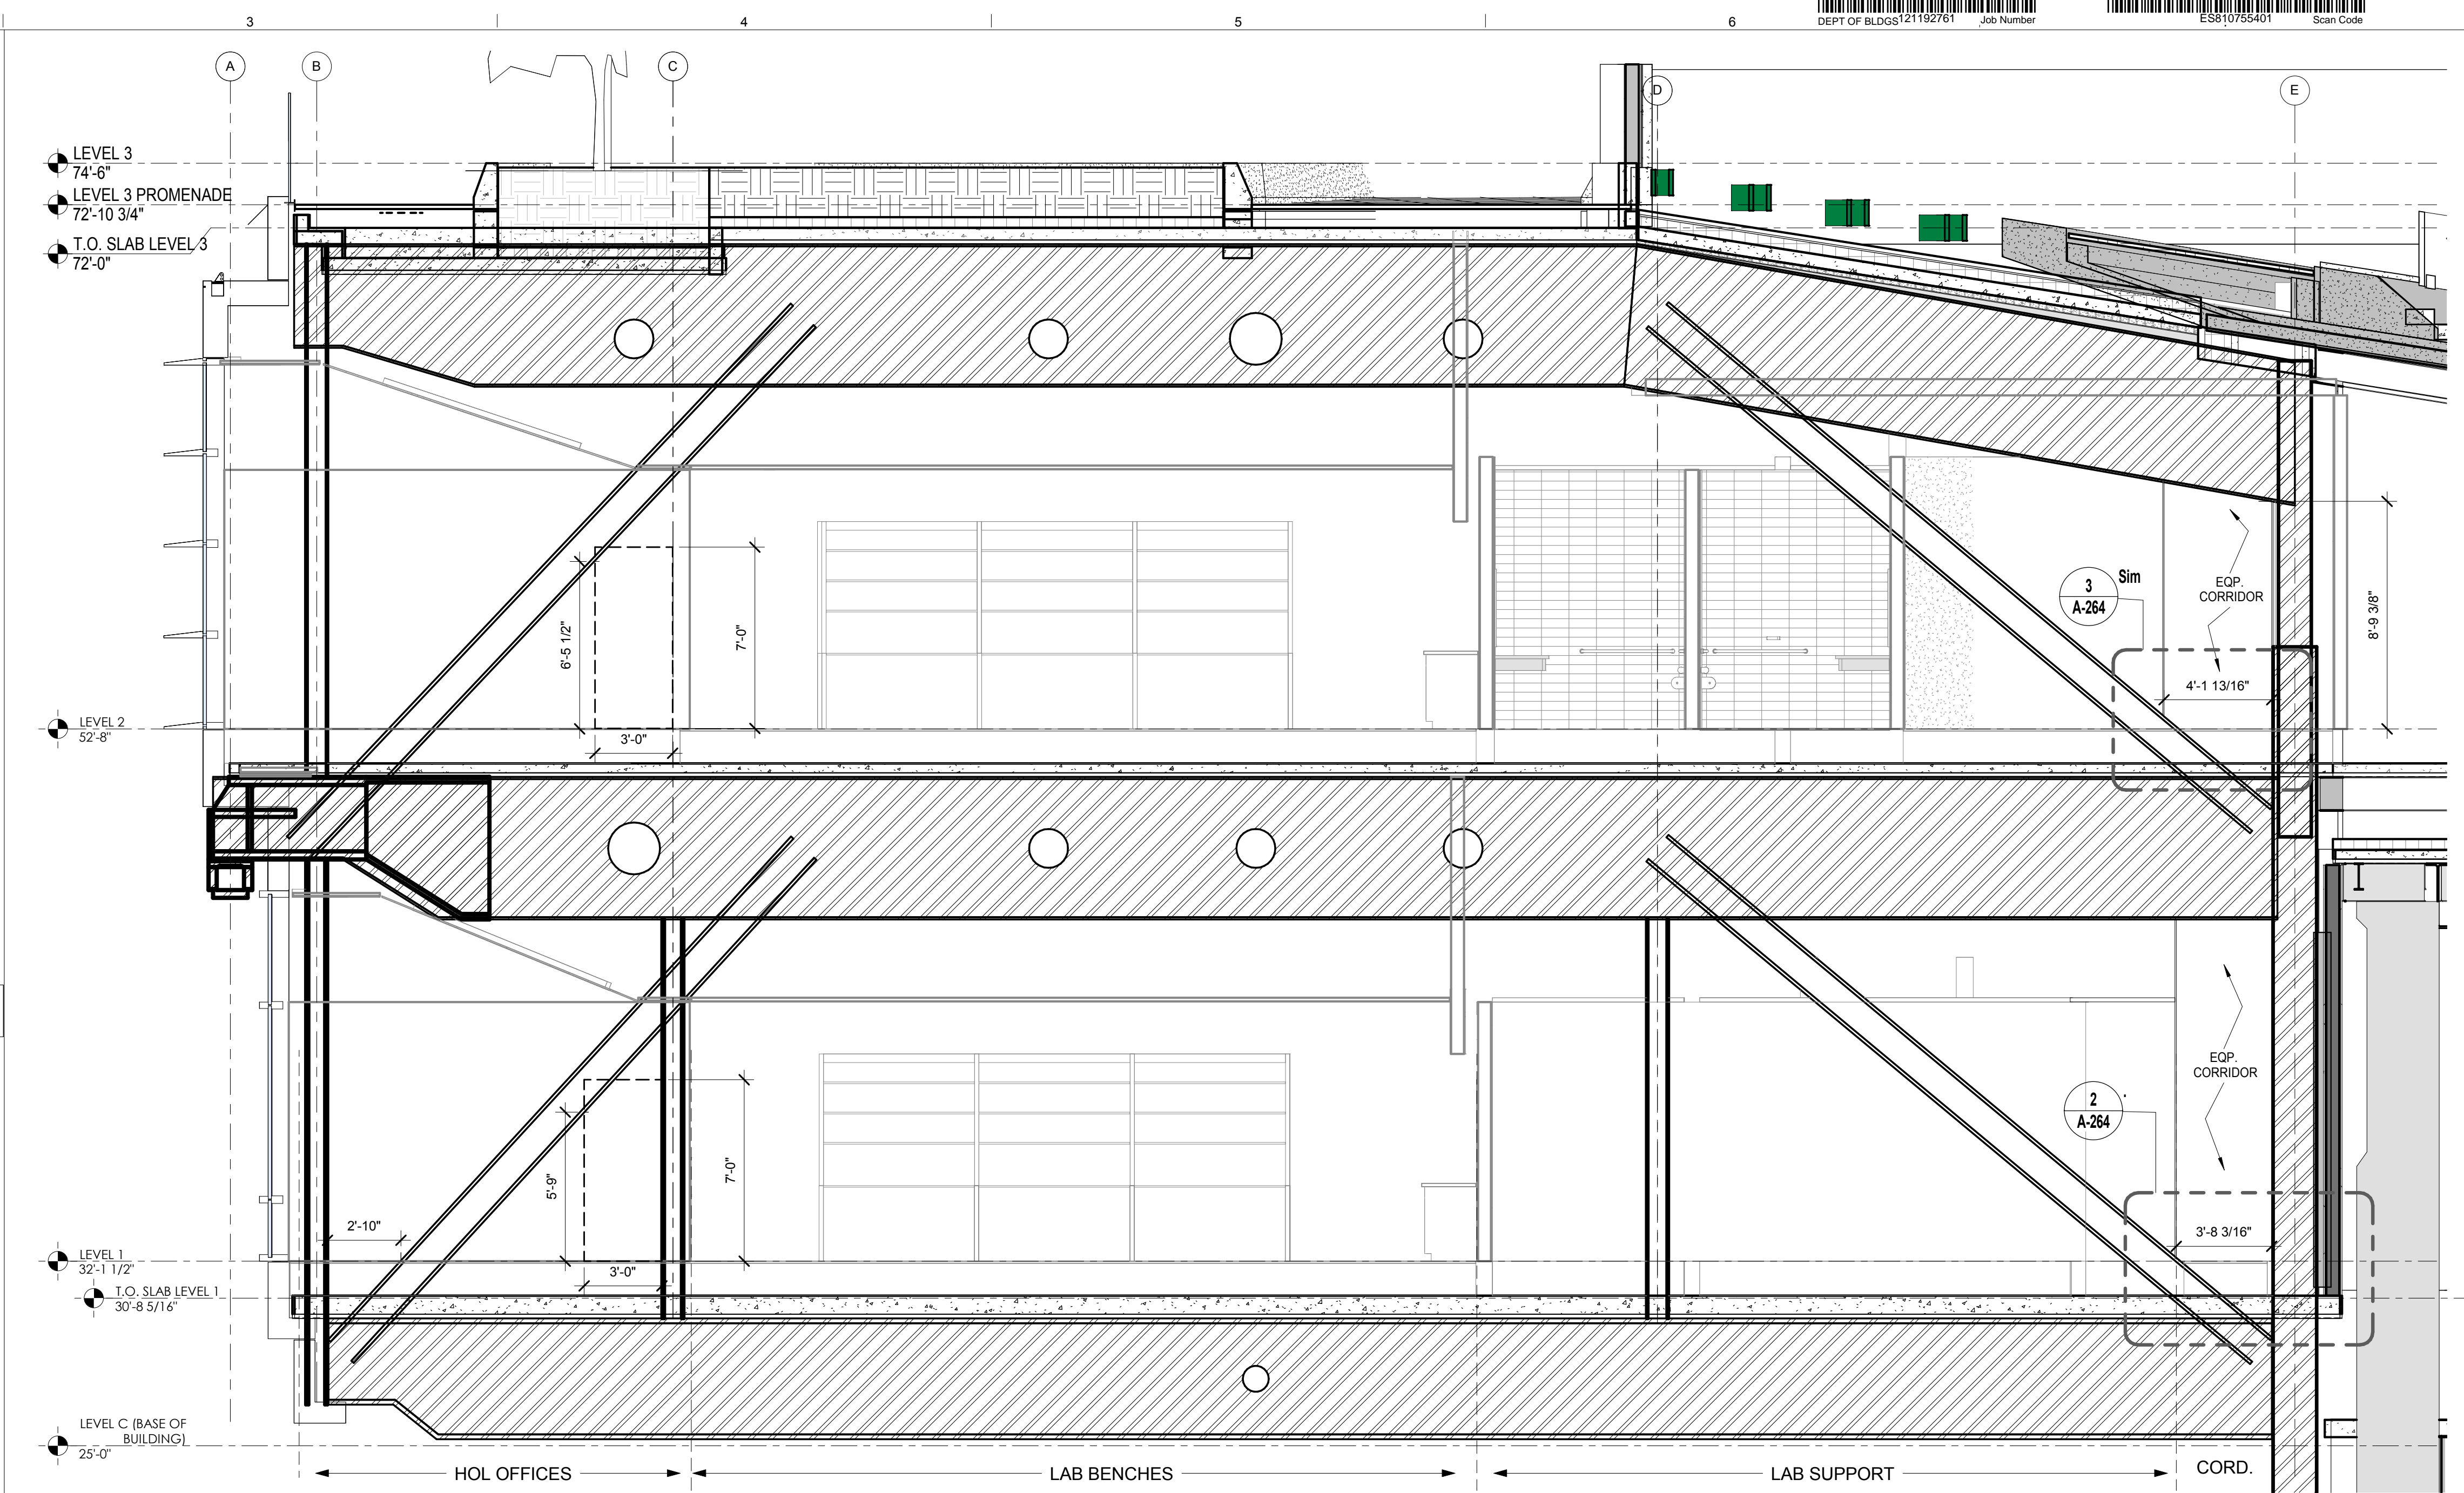 3 4 5 6
DEPT OF BLDGS121192761 Job Number
ES810755401 Scan Code
A B C D E
LEVEL 3
74'-6"
LEVEL 3 PROMENADE
72'-10 3/4"
T.O. SLAB LEVEL 3
72'-0"
3
A-264
Sim
EQP.
CORRIDOR
8'-9 3/8"
6'-5 1/2"
7'-0"
4'-1 13/16"
LEVEL 2
52'-8"
3'-0"
EQP.
CORRIDOR
2
A-264
5'-9"
7'-0"
2'-10"
3'-8 3/16"
LEVEL 1
32'-1 1/2"
3'-0"
T.O. SLAB LEVEL 1
30'-8 5/16"
LEVEL C (BASE OF
BUILDING)
25'-0"
HOL OFFICES
LAB BENCHES
LAB SUPPORT
CORD.